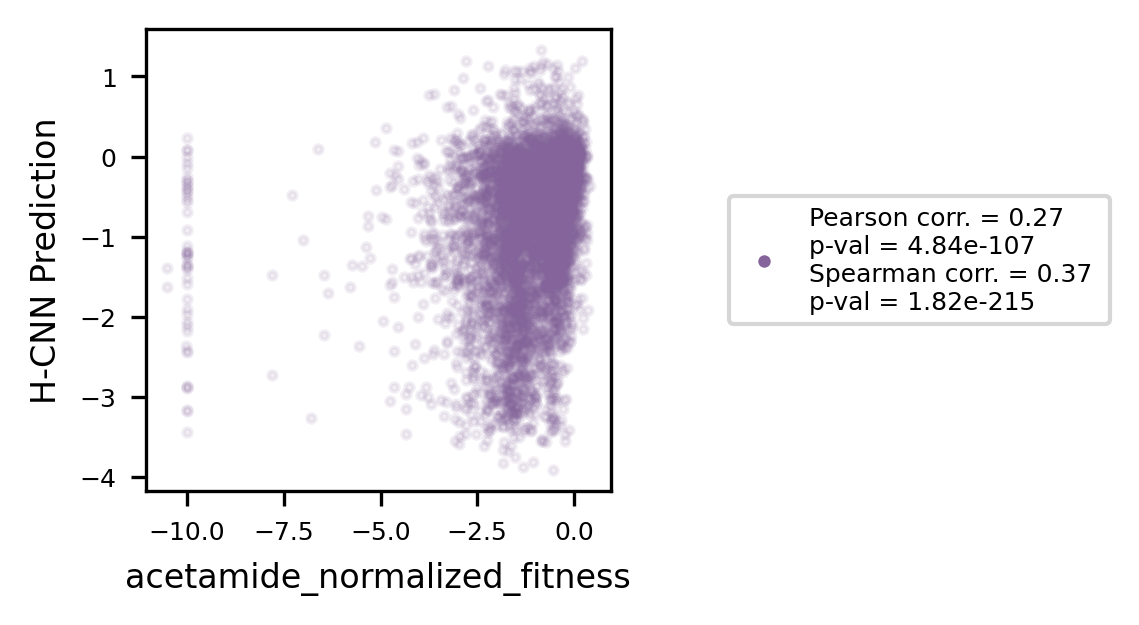 1
0
−1
−2
−3
−4
H-CNN Prediction
−10.0 −7.5 −5.0 −2.5 0.0
acetamide_normalized_fitness
Pearson corr. = 0.27
p-val = 4.84e-107
Spearman corr. = 0.37
p-val = 1.82e-215